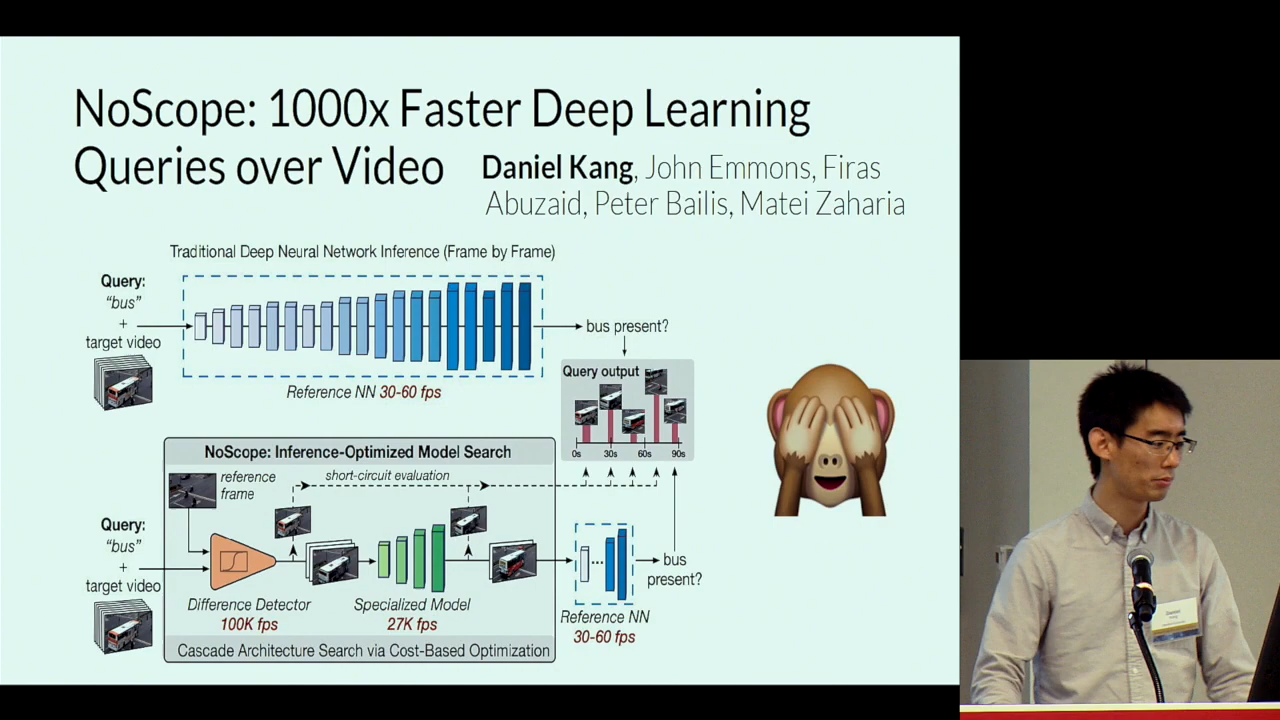 NoScope: 1000x Faster Deep Learning
Queries over Video
Daniel Kang, John Emmons, Firas
Abuzaid, Peter Bailis, Matei Zaharia
Traditional Deep Neural Network Inference (Frame by Frame)
Query:
"bus"
+
target video
bus present?
Reference NN 30-60 fps
Query output
0s 30s 60s 90s
NoScope: Inference-Optimized Model Search
reference
frame
short-circuit evaluation
Query:
"bus"
+
target video
Difference Detector
100K fps
Specialized Model
27K fps
bus
present?
Reference NN
30-60 fps
Cascade Architecture Search via Cost-Based Optimization
Daniel